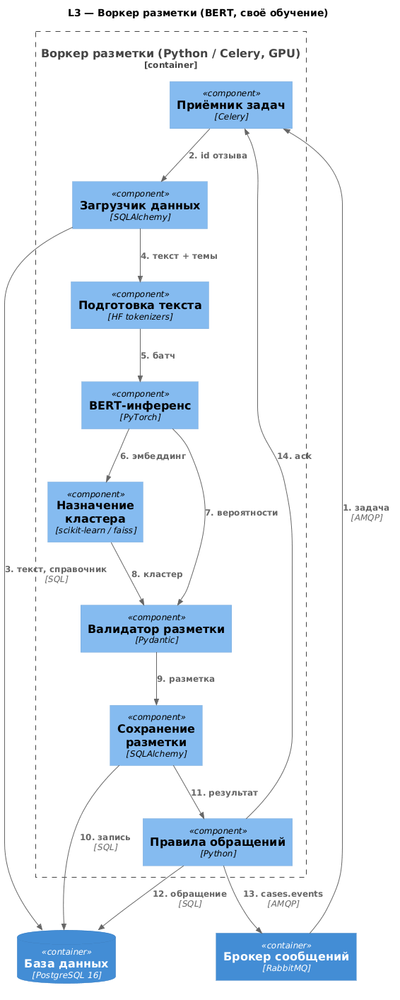 L3 — Воркер разметки (BERT, своё обучение)
Воркер разметки (Python / Celery, GPU)
[container]
«component»
Приёмник задач
[Celery]
2. id отзыва
«component»
Загрузчик данных
[SQLAlchemy]
4. текст + темы
«component»
Подготовка текста
[HF tokenizers]
5. батч
«component»
BERT-инференс
[PyTorch]
6. эмбеддинг
14. ack
«component»
Назначение
кластера
[scikit-learn / faiss]
7. вероятности
1. задача
[AMQP]
3. текст, справочник
[SQL]
8. кластер
«component»
Валидатор разметки
[Pydantic]
9. разметка
«component»
Сохранение
разметки
[SQLAlchemy]
11. результат
10. запись
[SQL]
«component»
Правила обращений
[Python]
12. обращение
[SQL]
13. cases.events
[AMQP]
«container»
База данных
[PostgreSQL 16]
«container»
Брокер сообщений
[RabbitMQ]